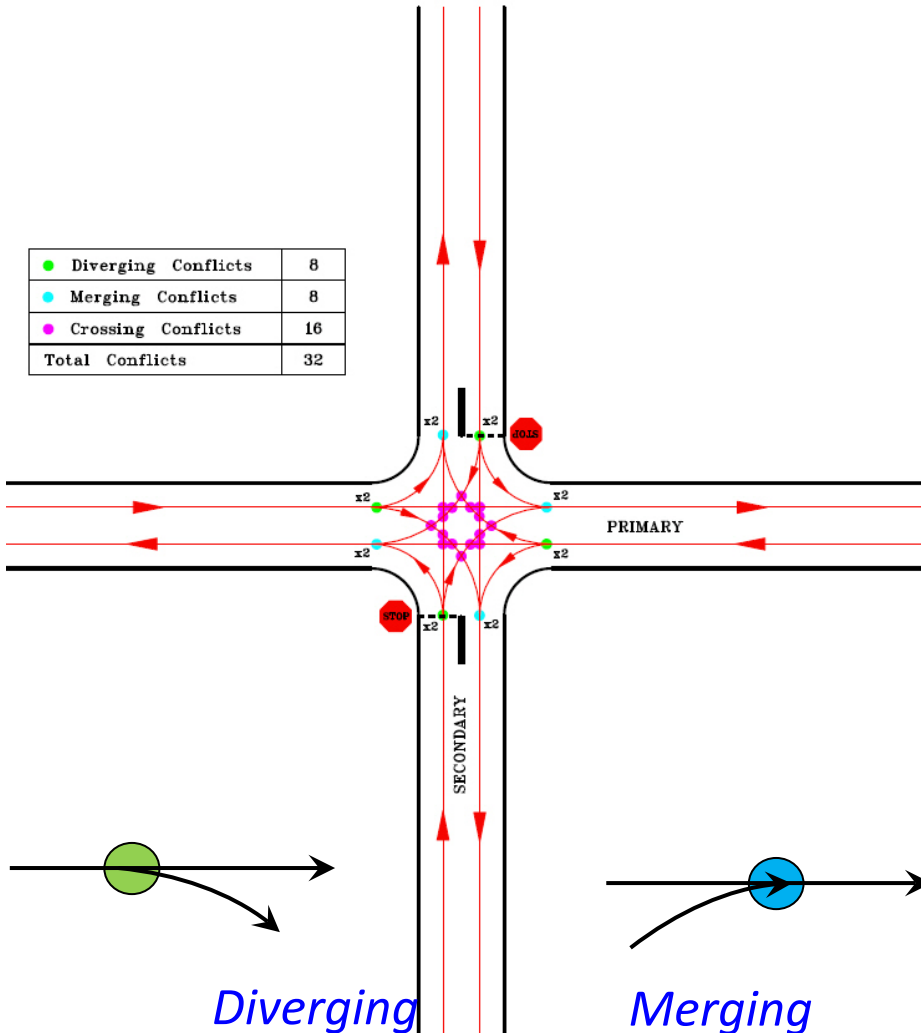 Diverging Conflicts 8
Merging Conflicts 8
Crossing Conflicts 16
Total Conflicts 32
x2 x2
STOP
x2 x2
PRIMARY
x2 x2
STOP
x2 x2
SECONDARY
Diverging
Merging